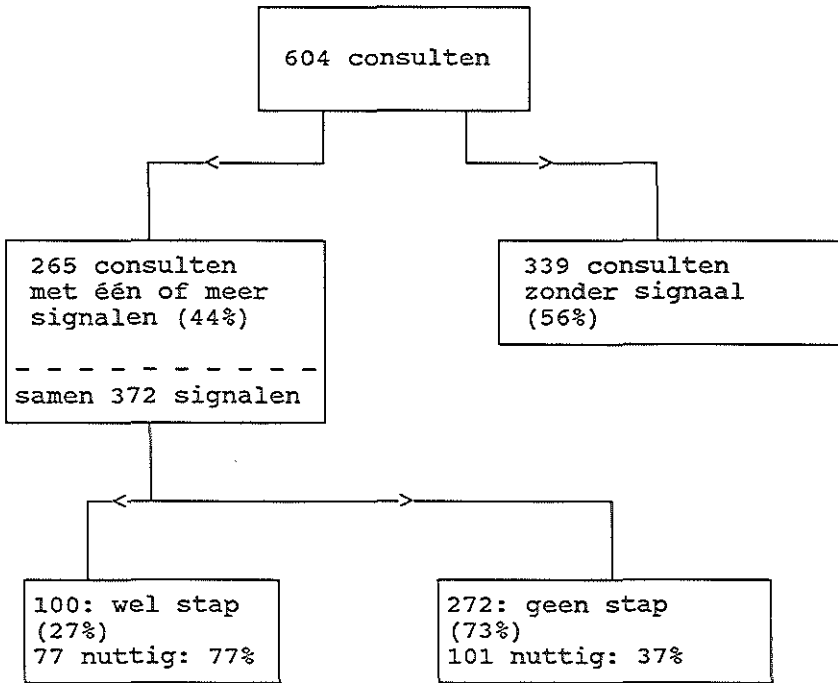 604 consulten
265 consulten
met één of meer
signalen (44%)
samen 372 signalen
339 consulten
zonder signaal
(56%)
100: wel stap
(27%)
77 nuttig: 77%
272: geen stap
(73%)
101 nuttig: 37%